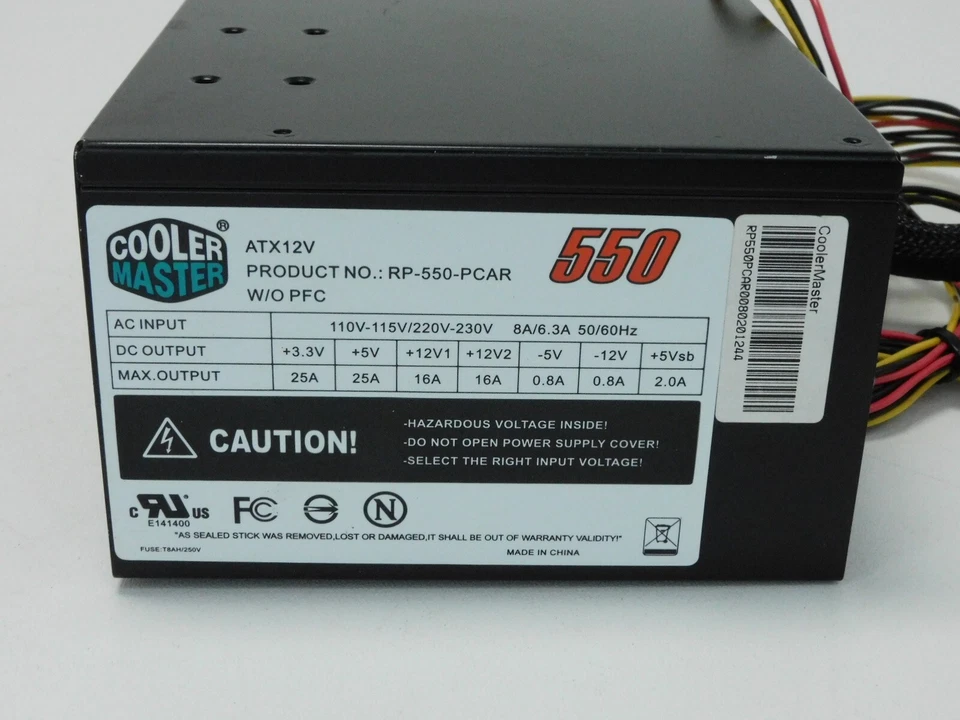 COOLER MASTER®
ATX12V
PRODUCT NO.: RP-550-PCAR
W/O PFC
550
AC INPUT 110V-115V/220V-230V 8A/6.3A 50/60Hz
DC OUTPUT +3.3V +5V +12V1 +12V2 -5V -12V +5Vsb
MAX.OUTPUT 25A 25A 16A 16A 0.8A 0.8A 2.0A
CAUTION!
-HAZARDOUS VOLTAGE INSIDE!
-DO NOT OPEN POWER SUPPLY COVER!
-SELECT THE RIGHT INPUT VOLTAGE!
c RU US
E141400
FC
N
"AS SEALED STICK WAS REMOVED,LOST OR DAMAGED,IT SHALL BE OUT OF WARRANTY VALIDITY!"
FUSE:T8AH/250V
MADE IN CHINA
CoolerMaster
RP550PCAR0080201244